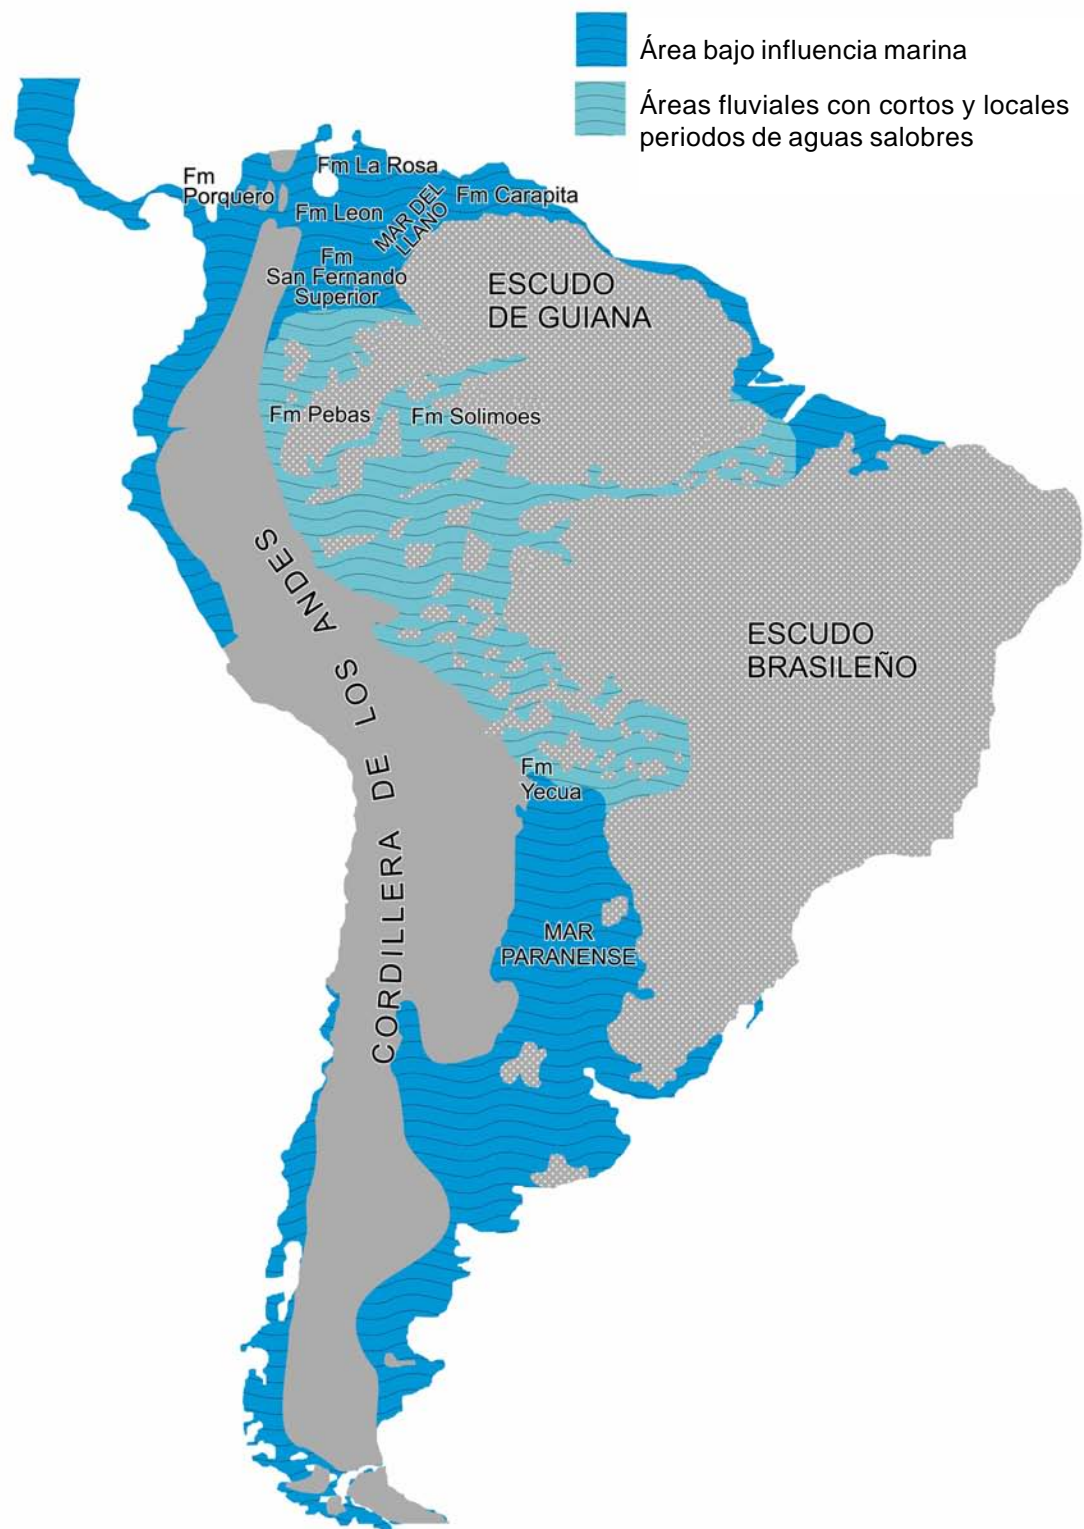 Área bajo influencia marina
Áreas fluviales con cortos y locales
periodos de aguas salobres
Fm
Porquero
Fm La Rosa
Fm Carapita
Fm Leon
MAR DEL
LLANO
Fm
San Fernando
Superior
ESCUDO
DE GUIANA
Fm Pebas
Fm Solimoes
CORDILLERA DE LOS ANDES
ESCUDO
BRASILEÑO
Fm
Yecua
MAR
PARANENSE